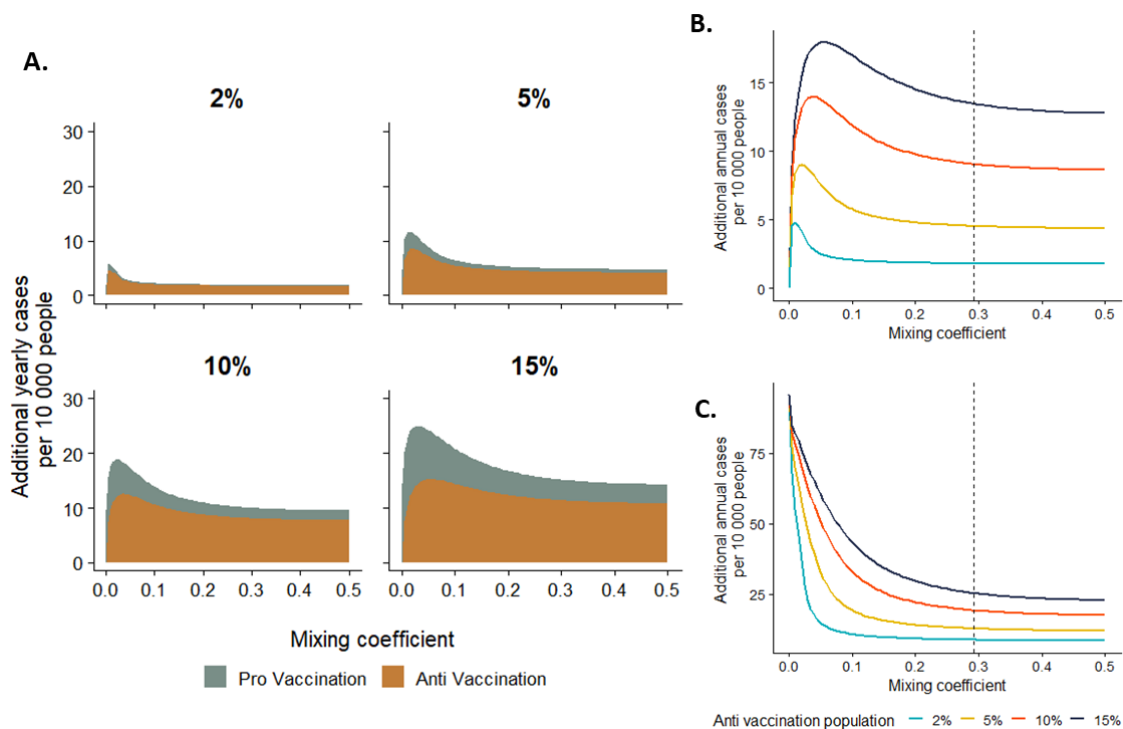 A.
2%
5%
30
20
10
0
10%
15%
30
20
10
0
0.0 0.1 0.2 0.3 0.4 0.5
0.0 0.1 0.2 0.3 0.4 0.5
Additional yearly cases
per 10 000 people
Mixing coefficient
Pro Vaccination
Anti Vaccination
B.
Additional annual cases
per 10 000 people
15
10
5
0
0.0 0.1 0.2 0.3 0.4 0.5
Mixing coefficient
C.
Additional annual cases
per 10 000 people
75
50
25
0.0 0.1 0.2 0.3 0.4 0.5
Mixing coefficient
Anti vaccination population 2% 5% 10% 15%